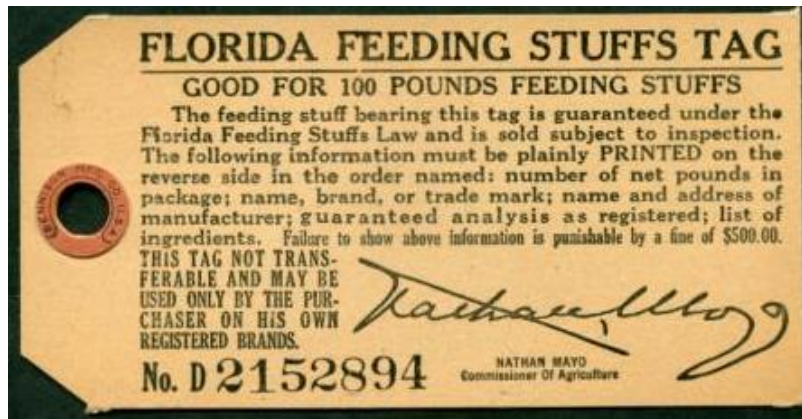 FLORIDA FEEDING STUFFS TAG
GOOD FOR 100 POUNDS FEEDING STUFFS
The feeding stuff bearing this tag is guaranteed under the
Florida Feeding Stuffs Law and is sold subject to inspection.
The following information must be plainly PRINTED on the
reverse side in the order named: number of net pounds in
package; name, brand, or trade mark; name and address of
manufacturer; guaranteed analysis as registered; list of
ingredients. Failure to show above information is punishable by a fine of $500.00.
THIS TAG NOT TRANS-
FERABLE AND MAY BE
USED ONLY BY THE PUR-
CHASER ON HIS OWN
REGISTERED BRANDS.
Nathan Mayo
No. D 2152894
NATHAN MAYO
Commissioner Of Agriculture
DENNISON MFG CO U.S.A.